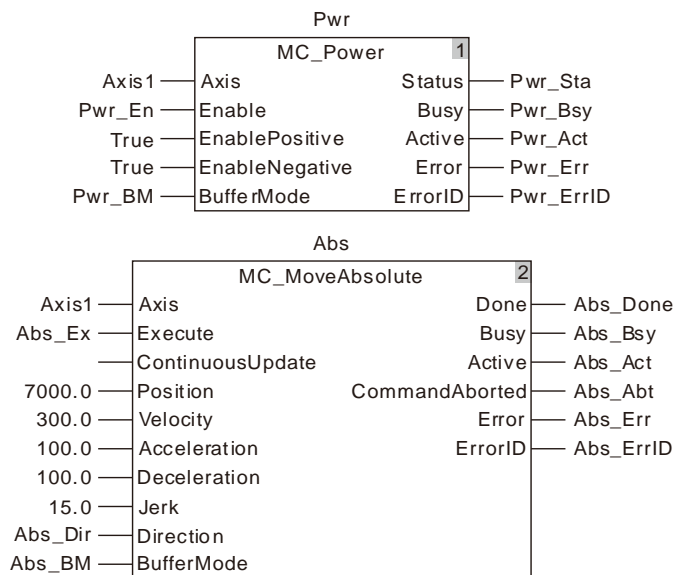 Pwr
MC_Power 1
Axis1 Axis Status Pwr_Sta
Pwr_En Enable Busy Pwr_Bsy
True EnablePositive Active Pwr_Act
True EnableNegative Error Pwr_Err
Pwr_BM BufferMode ErrorID Pwr_ErrID
Abs
MC_MoveAbsolute 2
Axis1 Axis Done Abs_Done
Abs_Ex Execute Busy Abs_Bsy
ContinuousUpdate Active Abs_Act
7000.0 Position CommandAborted Abs_Abt
300.0 Velocity Error Abs_Err
100.0 Acceleration ErrorID Abs_ErrID
100.0 Deceleration
15.0 Jerk
Abs_Dir Direction
Abs_BM BufferMode